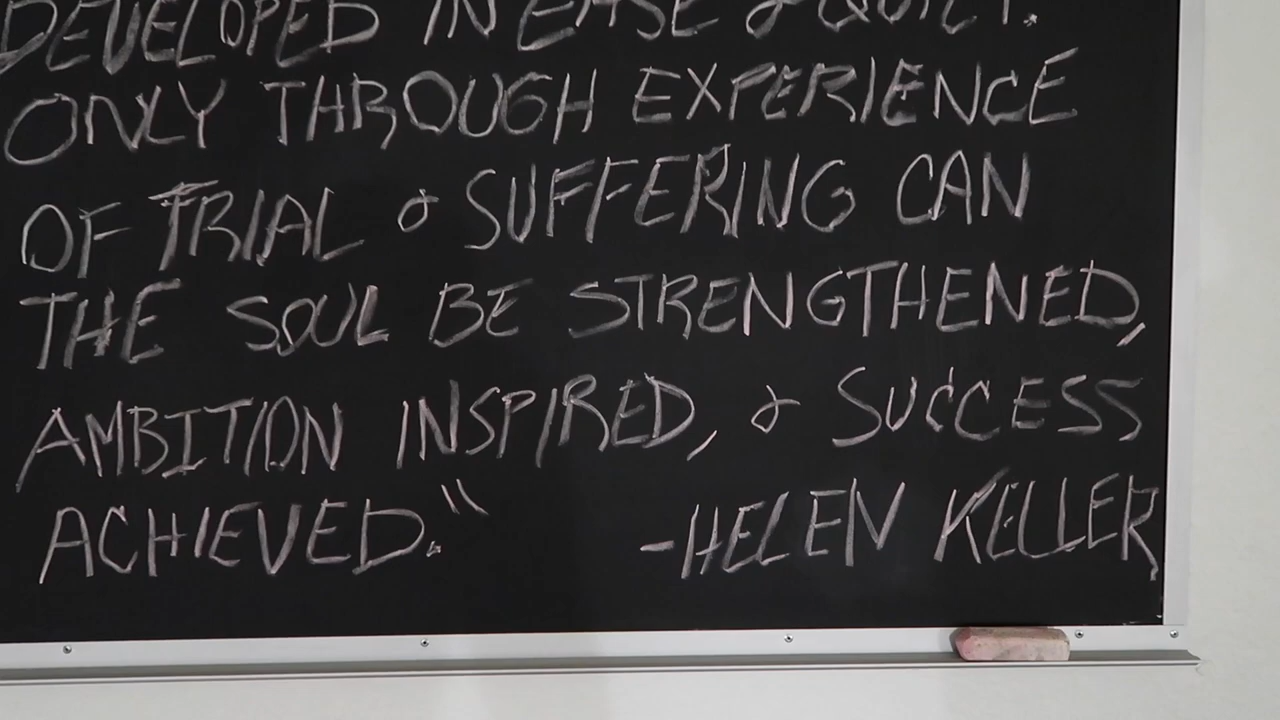 DEVELOPED IN EASE & QUIET.
ONLY THROUGH EXPERIENCE
OF TRIAL & SUFFERING CAN
THE SOUL BE STRENGTHENED,
AMBITION INSPIRED, & SUCCESS
ACHIEVED."
-HELEN KELLER